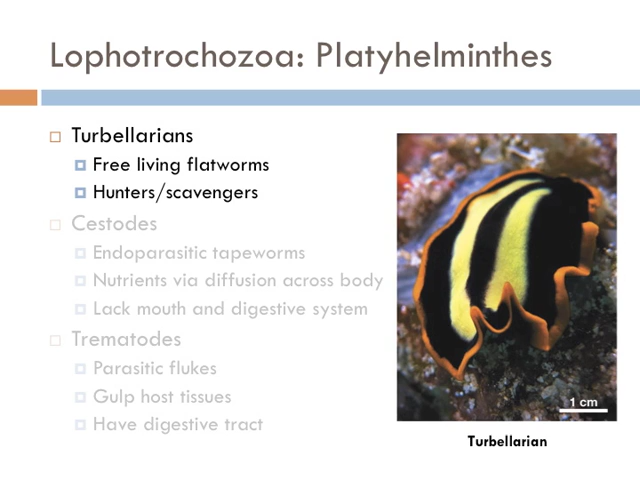 Lophotrochozoa: Platyhelminthes
Turbellarians
Free living flatworms
Hunters/scavengers
Cestodes
Endoparasitic tapeworms
Nutrients via diffusion across body
Lack mouth and digestive system
Trematodes
Parasitic flukes
Gulp host tissues
Have digestive tract
1 cm
Turbellarian